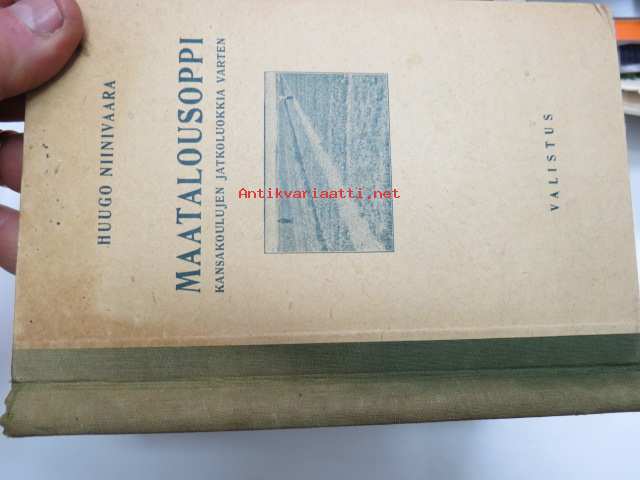 HUUGO NIINIVAARA
MAATALOUSOPPI
KANSAKOULUJEN JATKOLUOKKIA VARTEN
Antikvariaatti.net
VALISTUS